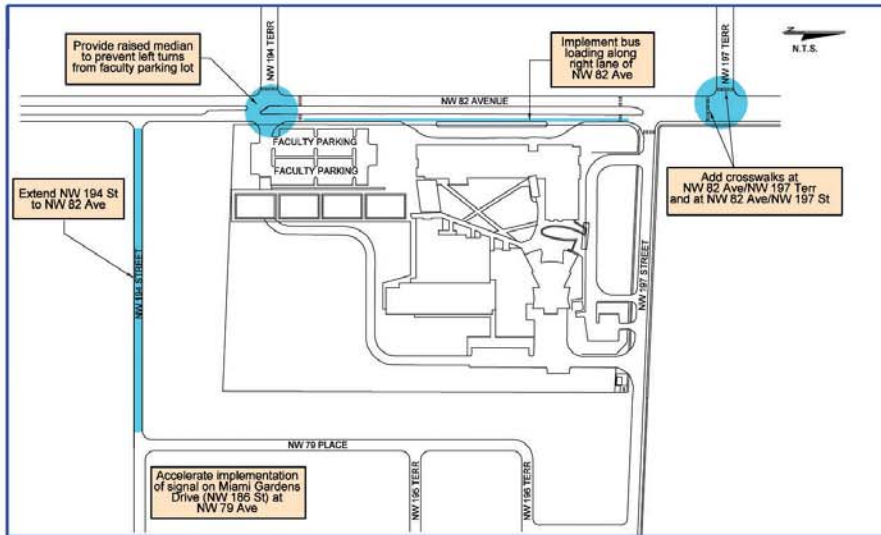 NW 194 TERR
NW 197 TERR
N.T.S.
Provide raised median
to prevent left turns
from faculty parking lot
Implement bus
loading along
right lane of
NW 82 Ave
NW 82 AVENUE
FACULTY PARKING
FACULTY PARKING
Add crosswalks at
NW 82 Ave/NW 197 Terr
and at NW 82 Ave/NW 197 St
Extend NW 194 St
to NW 82 Ave
NW 194 STREET
NW 197 STREET
NW 79 PLACE
Accelerate implementation
of signal on Miami Gardens
Drive (NW 186 St) at
NW 79 Ave
NW 195 TERR
NW 196 TERR